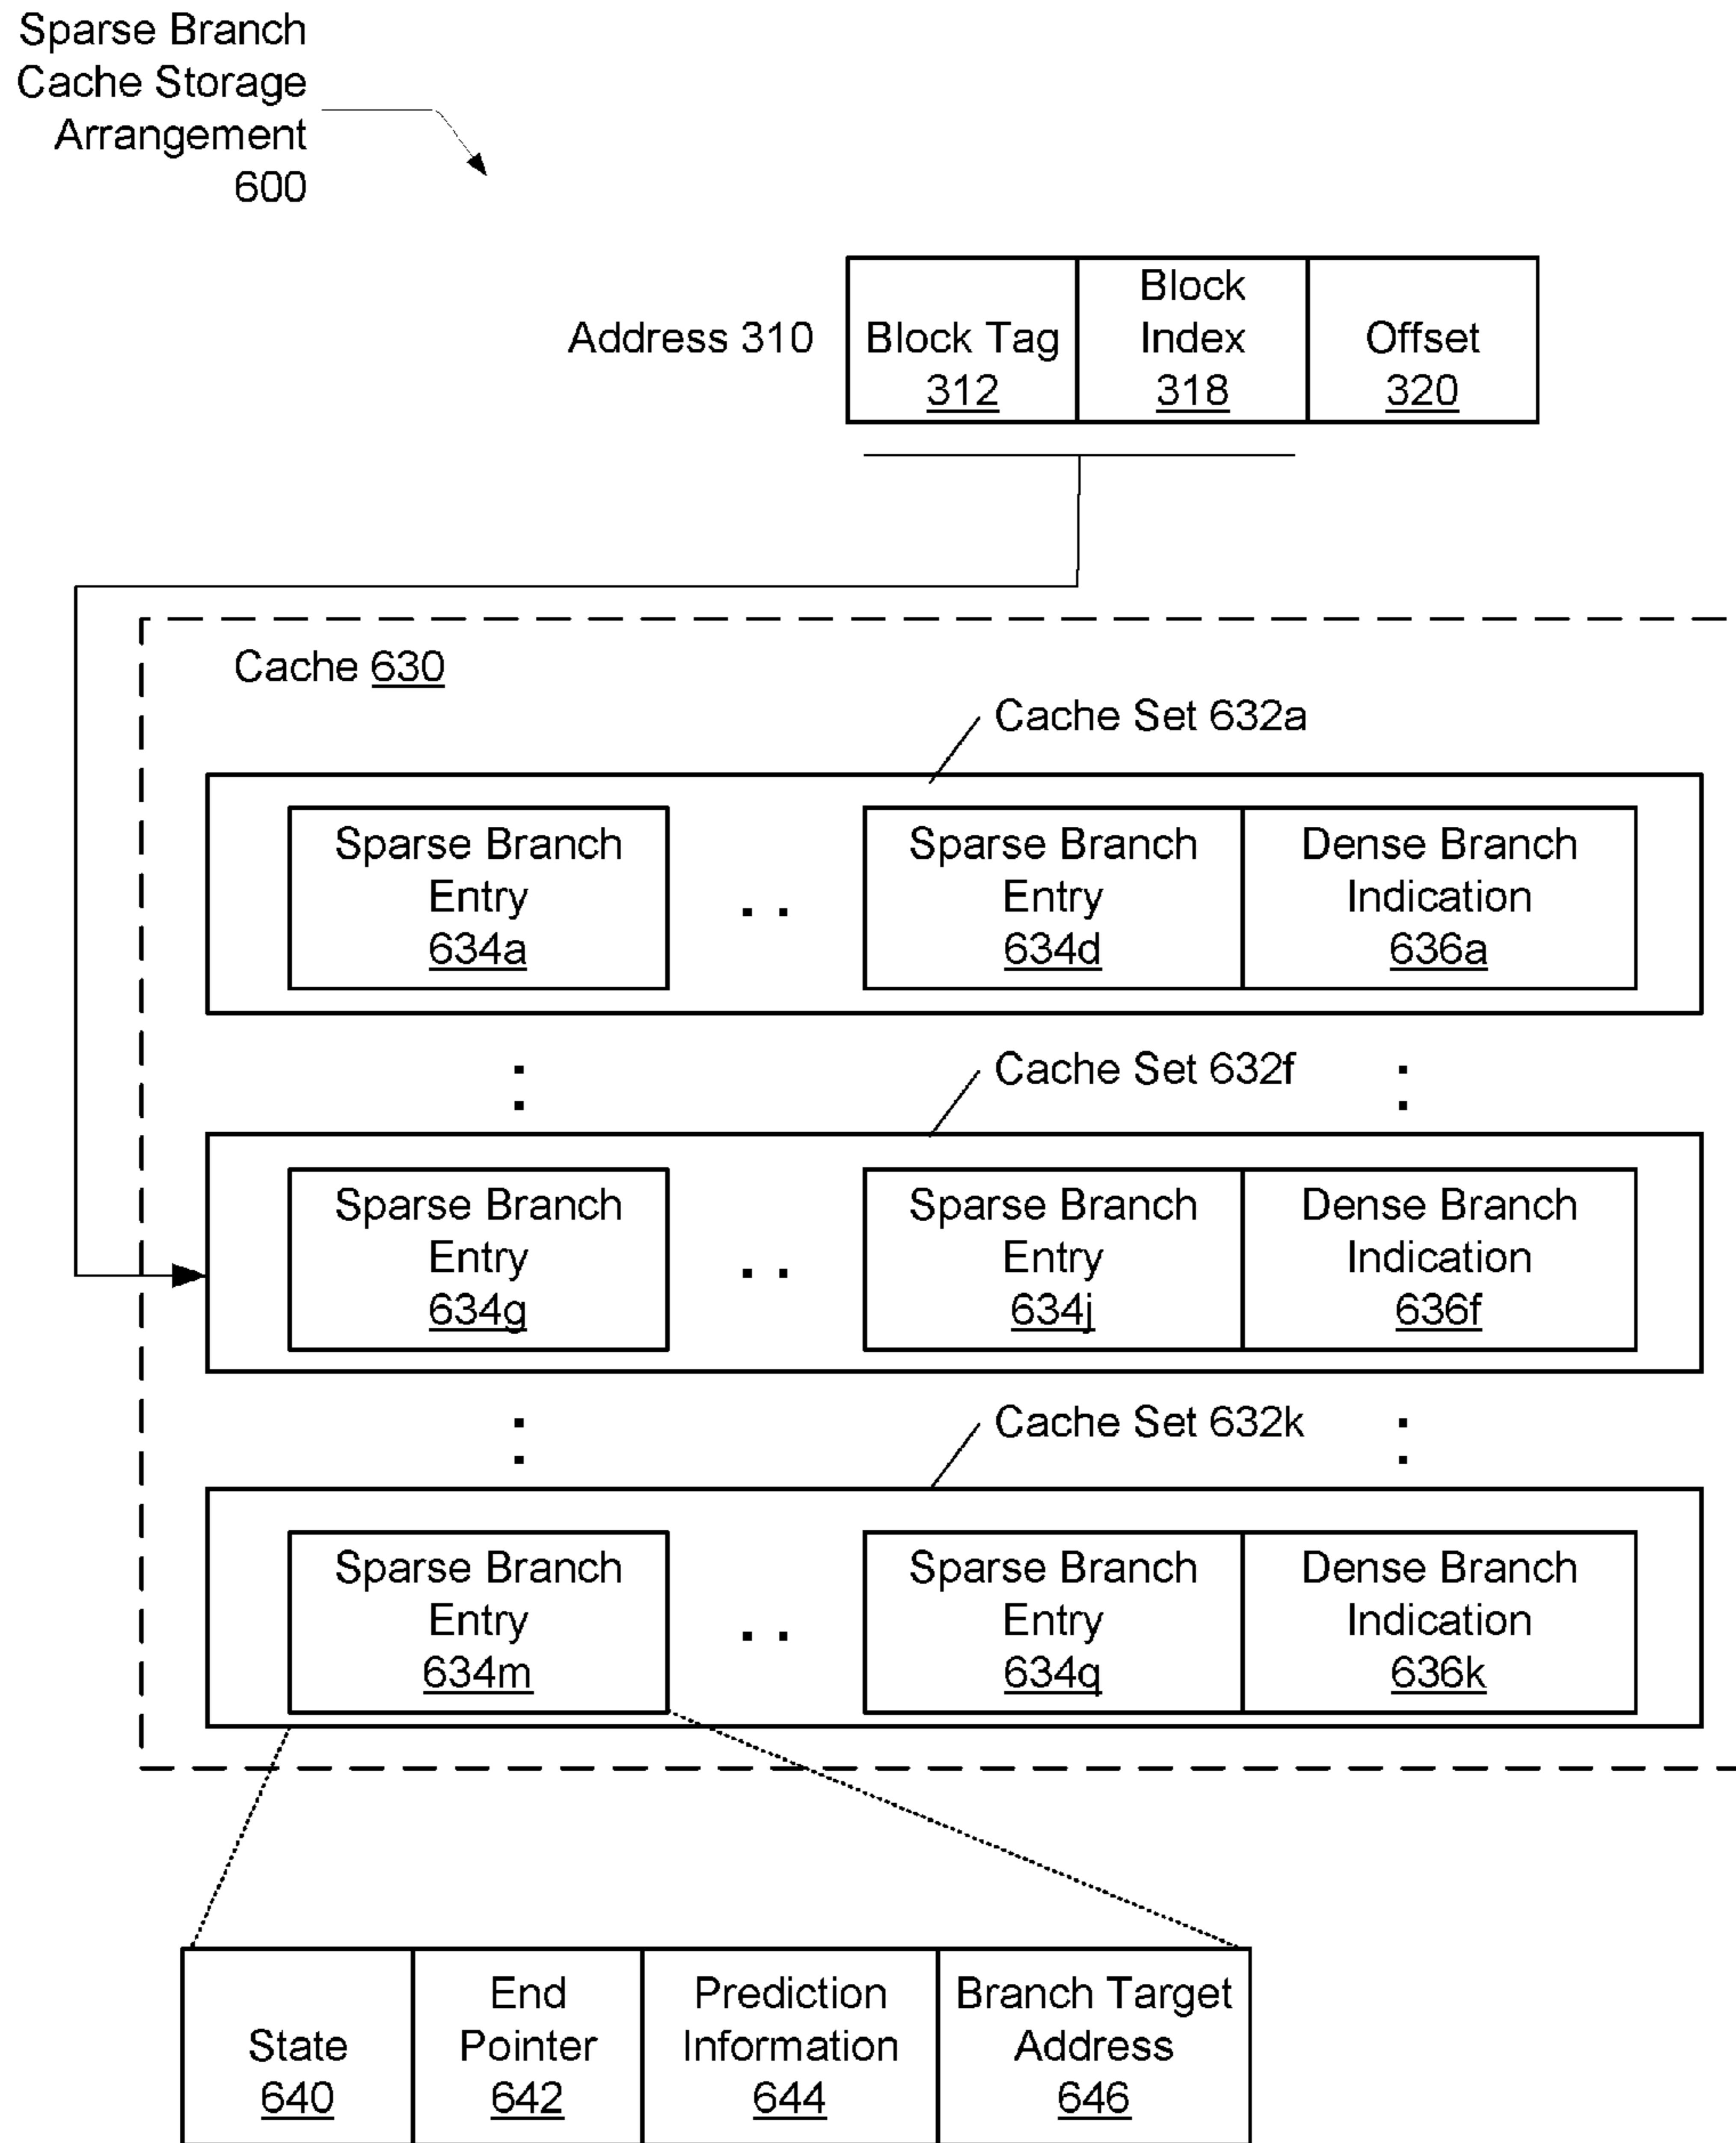 Sparse Branch
Cache Storage
Arrangement
600
Address 310
Block Tag
312
Block
Index
318
Offset
320
Cache 630
Cache Set 632a
Sparse Branch
Entry
634a
. .
Sparse Branch
Entry
634d
Dense Branch
Indication
636a
:
Cache Set 632f
:
Sparse Branch
Entry
634g
. .
Sparse Branch
Entry
634j
Dense Branch
Indication
636f
:
Cache Set 632k
:
Sparse Branch
Entry
634m
. .
Sparse Branch
Entry
634q
Dense Branch
Indication
636k
State
640
End
Pointer
642
Prediction
Information
644
Branch Target
Address
646